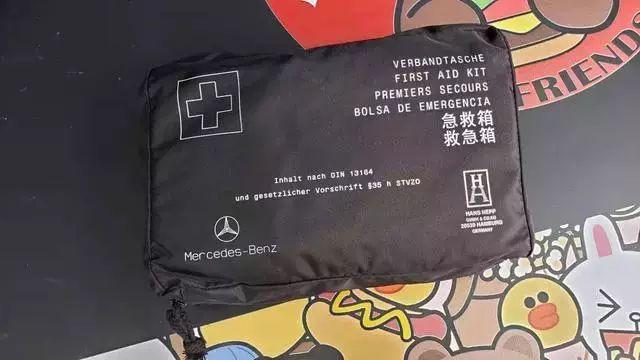 VERBANDTASCHE
FIRST AID KIT
PREMIERS SECOURS
BOLSA DE EMERGENCIA
急救箱
救急箱
Inhalt nach DIN 13164
und gesetzlicher Vorschrift §35 h STVZO
HANS HEPP
GMBH & CO.KG
20539 HAMBURG
GERMANY
Mercedes-Benz
FRIENDS